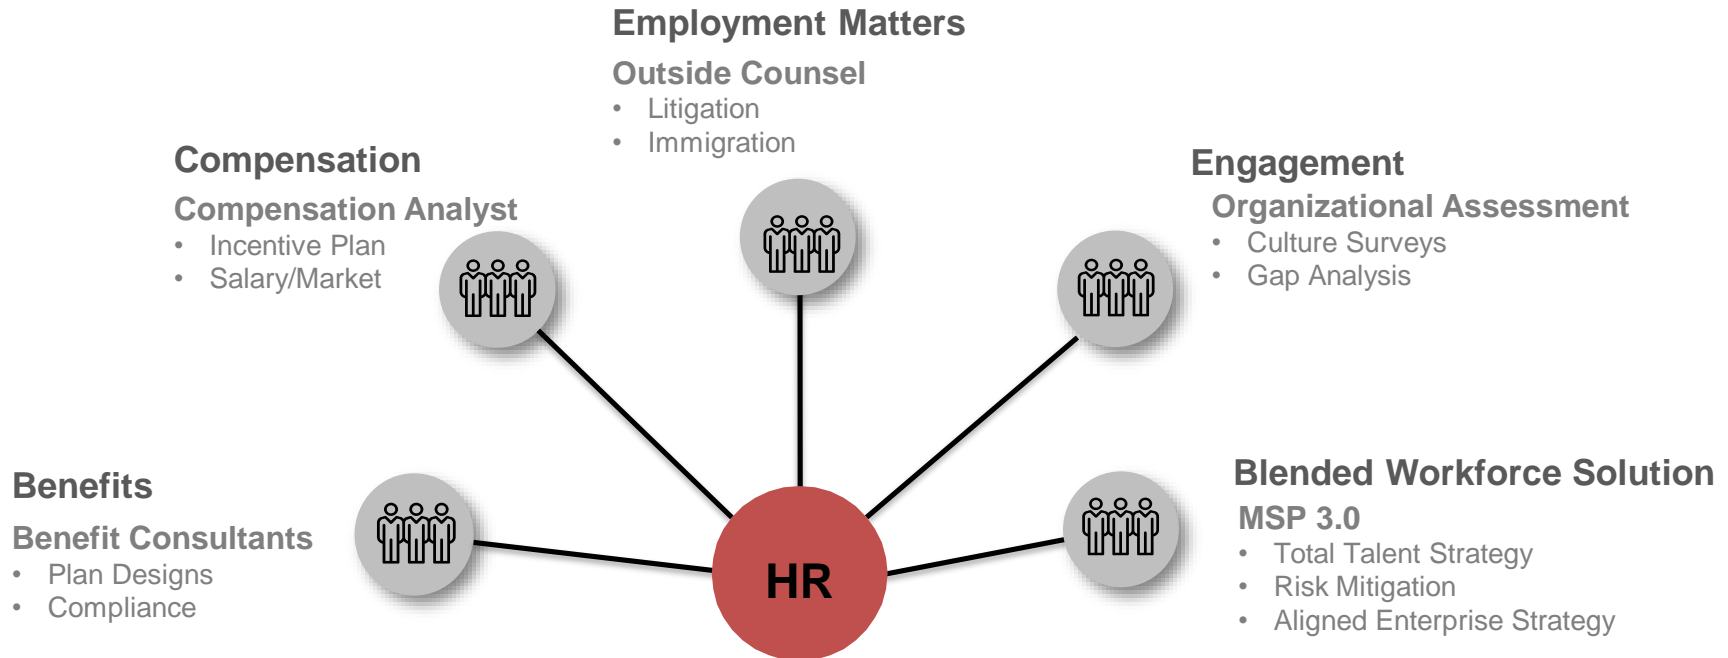 Employment Matters
Outside Counsel
• Litigation
• Immigration
Compensation
Compensation Analyst
• Incentive Plan
• Salary/Market
Engagement
Organizational Assessment
• Culture Surveys
• Gap Analysis
Benefits
Benefit Consultants
• Plan Designs
• Compliance
HR
Blended Workforce Solution
MSP 3.0
• Total Talent Strategy
• Risk Mitigation
• Aligned Enterprise Strategy